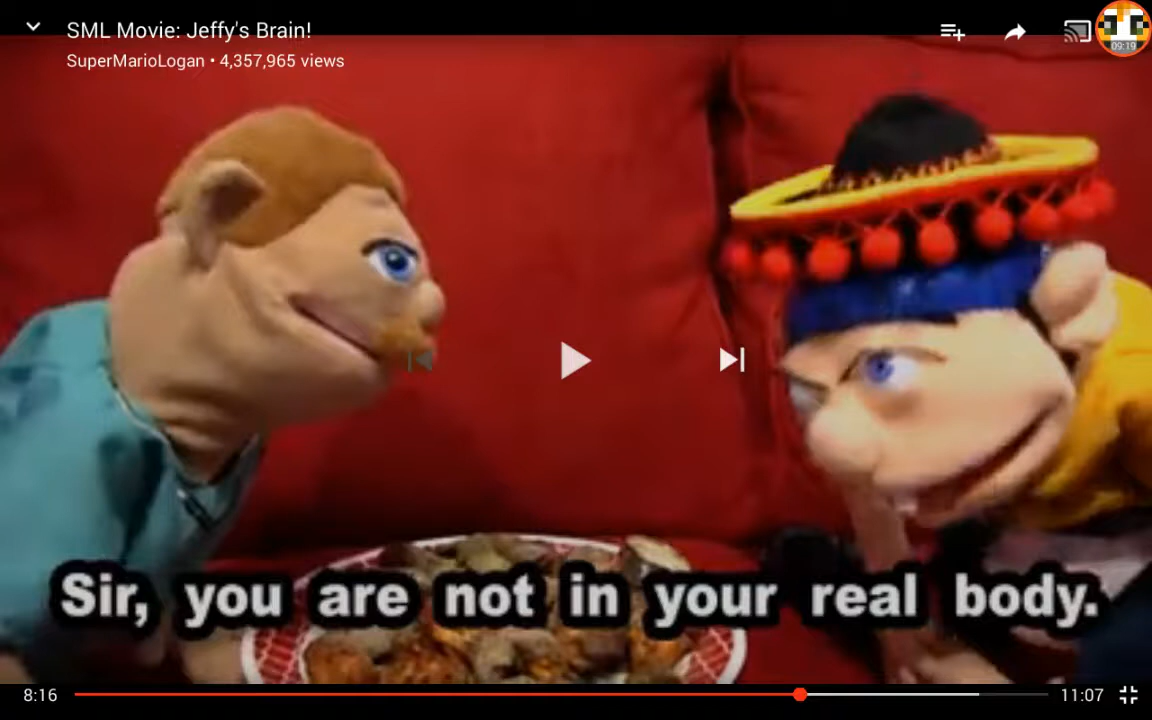 SML Movie: Jeffy's Brain!
SuperMarioLogan • 4,357,965 views
09:19
Sir, you are not in your real body.
8:16
11:07